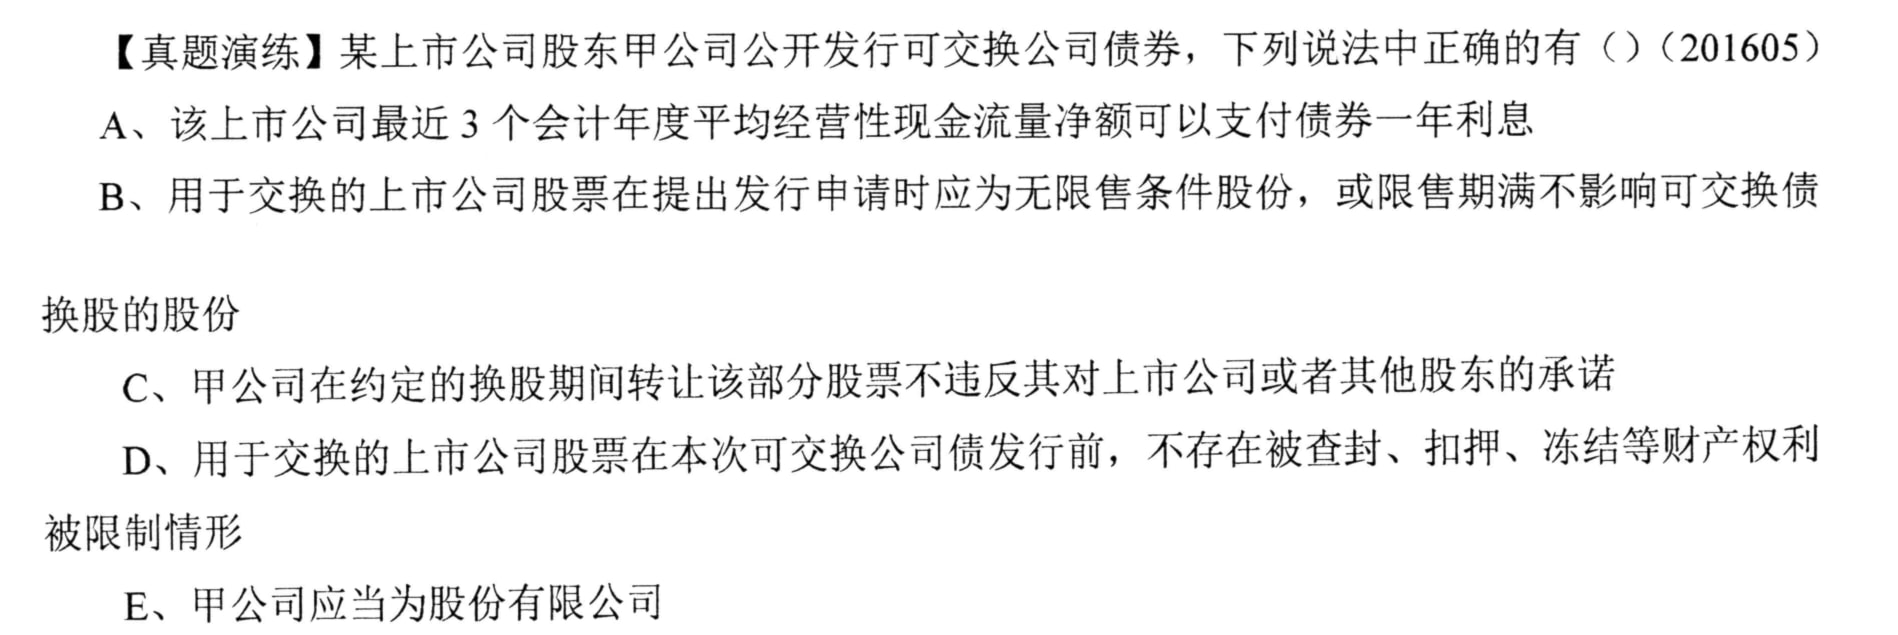 【真题演练】某上市公司股东甲公司公开发行可交换公司债券，下列说法中正确的有（）（201605）
A、该上市公司最近 3 个会计年度平均经营性现金流量净额可以支付债券一年利息
B、用于交换的上市公司股票在提出发行申请时应为无限售条件股份，或限售期满不影响可交换债
换股的股份
C、甲公司在约定的换股期间转让该部分股票不违反其对上市公司或者其他股东的承诺
D、用于交换的上市公司股票在本次可交换公司债发行前，不存在被查封、扣押、冻结等财产权利
被限制情形
E、甲公司应当为股份有限公司